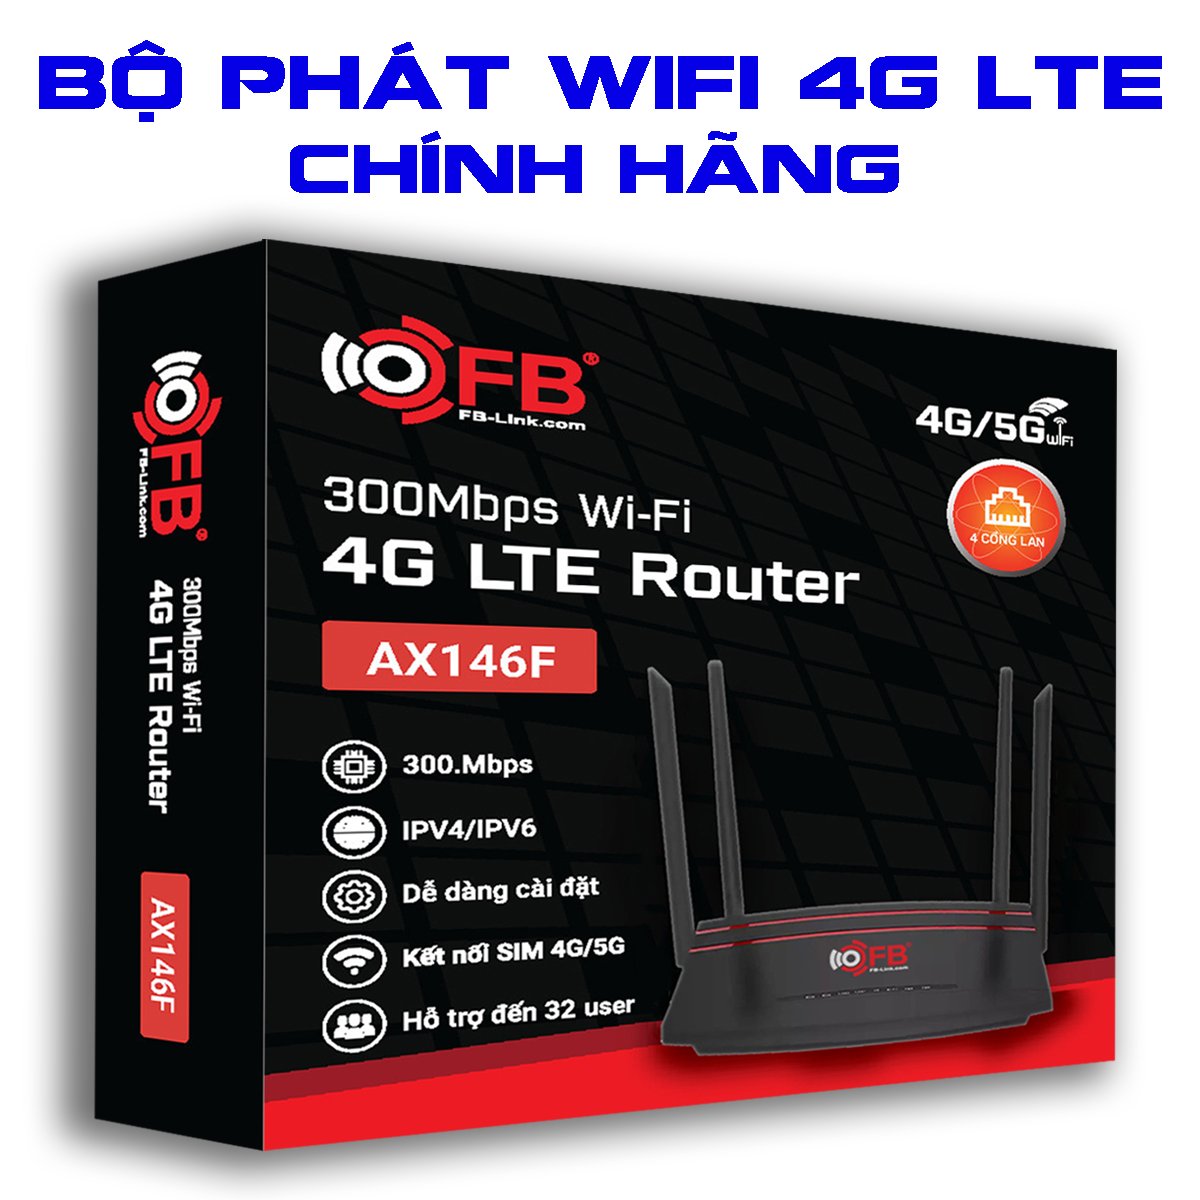 BỘ PHÁT WIFI 4G LTE
CHÍNH HÃNG
FB®
FB-Link.com
4G/5G WiFi
4 CỔNG LAN
300Mbps Wi-Fi
4G LTE Router
AX146F
300.Mbps
IPV4/IPV6
Dễ dàng cài đặt
Kết nối SIM 4G/5G
Hỗ trợ đến 32 user
FB®
FB-Link.com
300Mbps Wi-Fi
4G LTE Router
AX146F
FB®
FB-Link.com